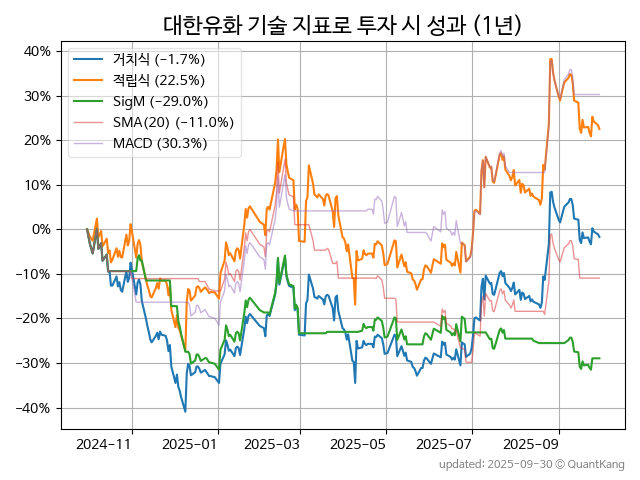 대한유화 기술 지표로 투자 시 성과 (1년)
거치식 (-1.7%)
적립식 (22.5%)
SigM (-29.0%)
SMA(20) (-11.0%)
MACD (30.3%)
40%
30%
20%
10%
0%
−10%
−20%
−30%
−40%
2024-11 2025-01 2025-03 2025-05 2025-07 2025-09
updated: 2025-09-30 © QuantKang